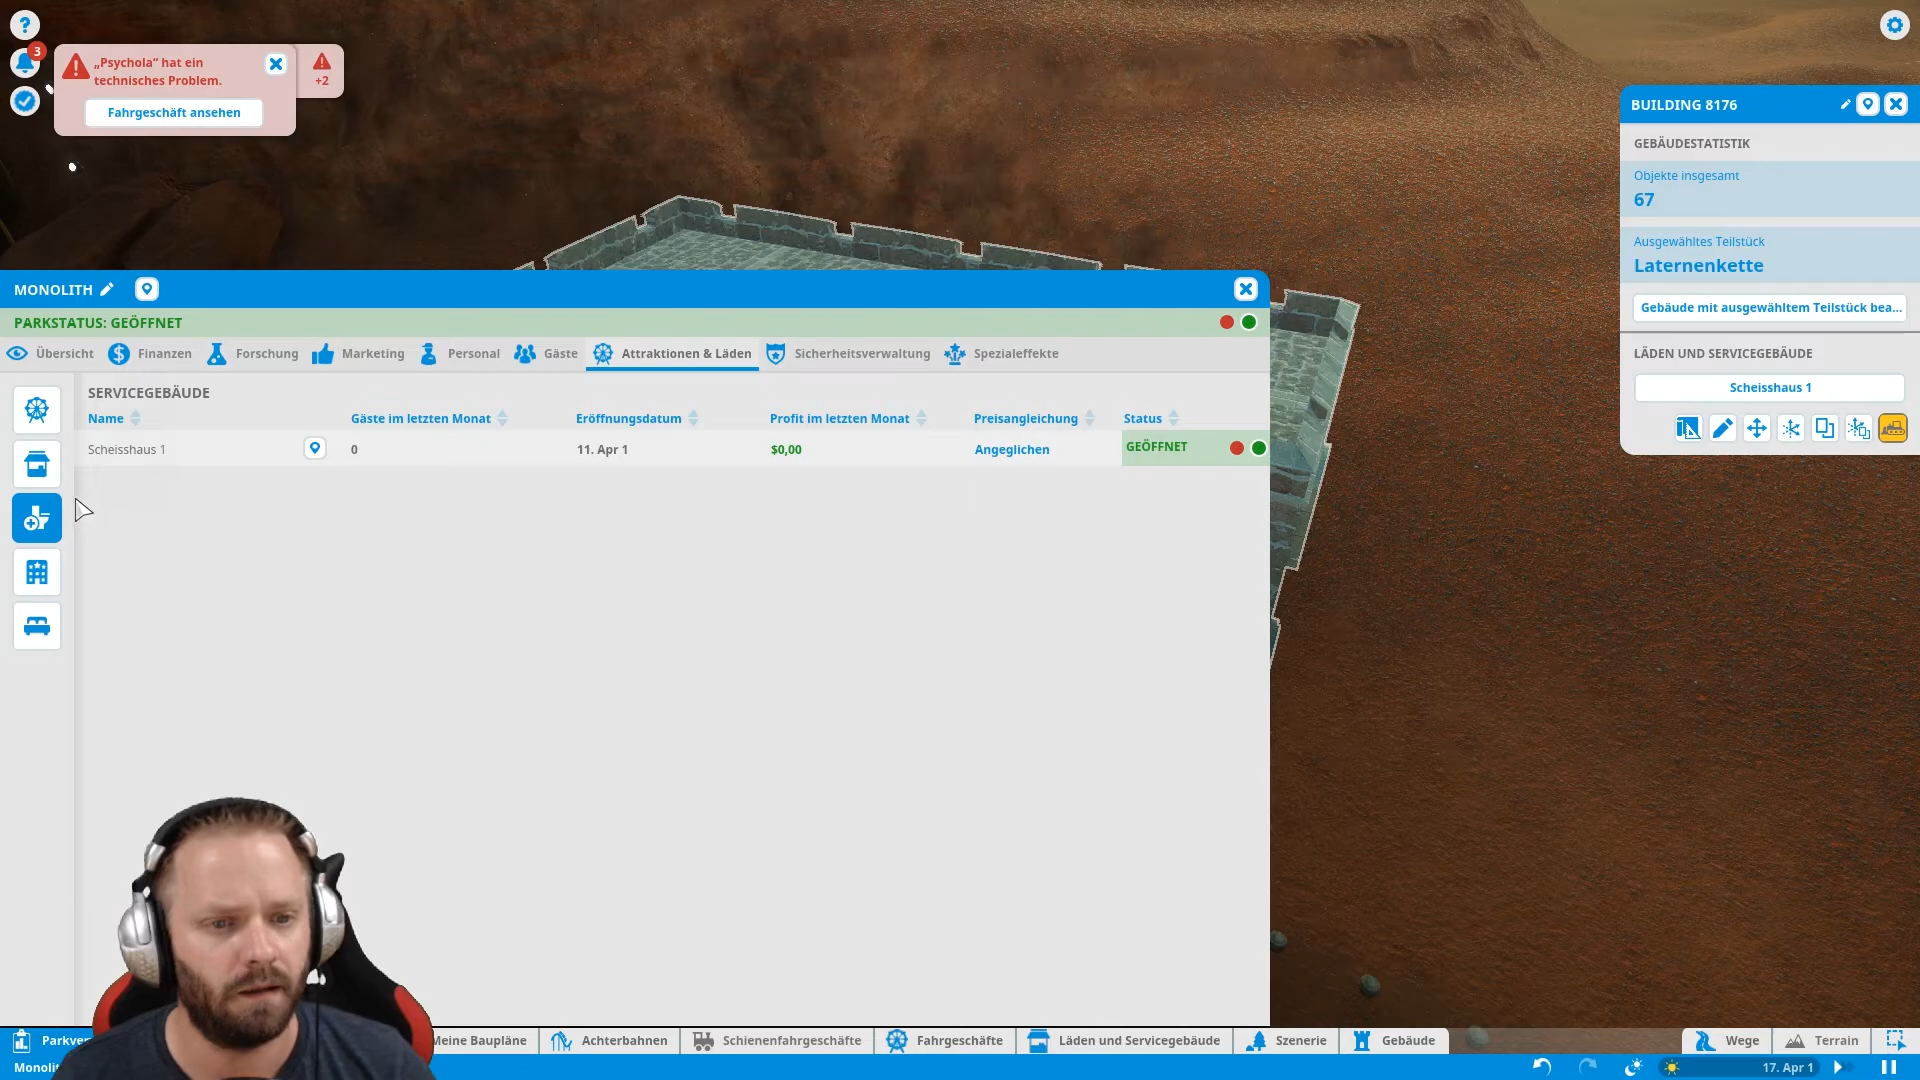 3
„Psychola“ hat ein
technisches Problem.
+2
Fahrgeschäft ansehen
BUILDING 8176
GEBÄUDESTATISTIK
Objekte insgesamt
67
Ausgewähltes Teilstück
Laternenkette
Gebäude mit ausgewähltem Teilstück bea...
LÄDEN UND SERVICEGEBÄUDE
Scheisshaus 1
MONOLITH
PARKSTATUS: GEÖFFNET
Übersicht Finanzen Forschung Marketing Personal Gäste Attraktionen & Läden Sicherheitsverwaltung Spezialeffekte
SERVICEGEBÄUDE
Name Gäste im letzten Monat Eröffnungsdatum Profit im letzten Monat Preisangleichung Status
Scheisshaus 1 0 11. Apr 1 $0,00 Angeglichen GEÖFFNET
Parkver Meine Baupläne Achterbahnen Schienenfahrgeschäfte Fahrgeschäfte Läden und Servicegebäude Szenerie Gebäude Wege Terrain
Monolit 17. Apr 1